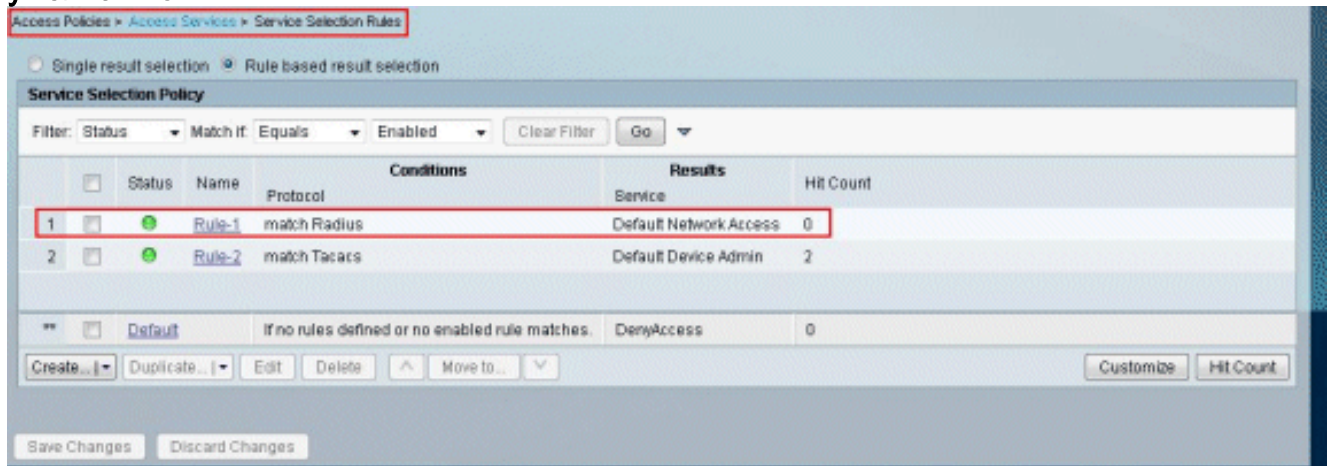 Access Policies > Access Services > Service Selection Rules
Single result selection Rule based result selection
Service Selection Policy
Filter: Status Match if: Equals Enabled Clear Filter Go
Conditions Results
Status Name Protocol Service Hit Count
1 Rule-1 match Radius Default Network Access 0
2 Rule-2 match Tacacs Default Device Admin 2
** Default If no rules defined or no enabled rule matches. DenyAccess 0
Create... | Duplicate... | Edit Delete ^ Move to... Customize Hit Count
Save Changes Discard Changes